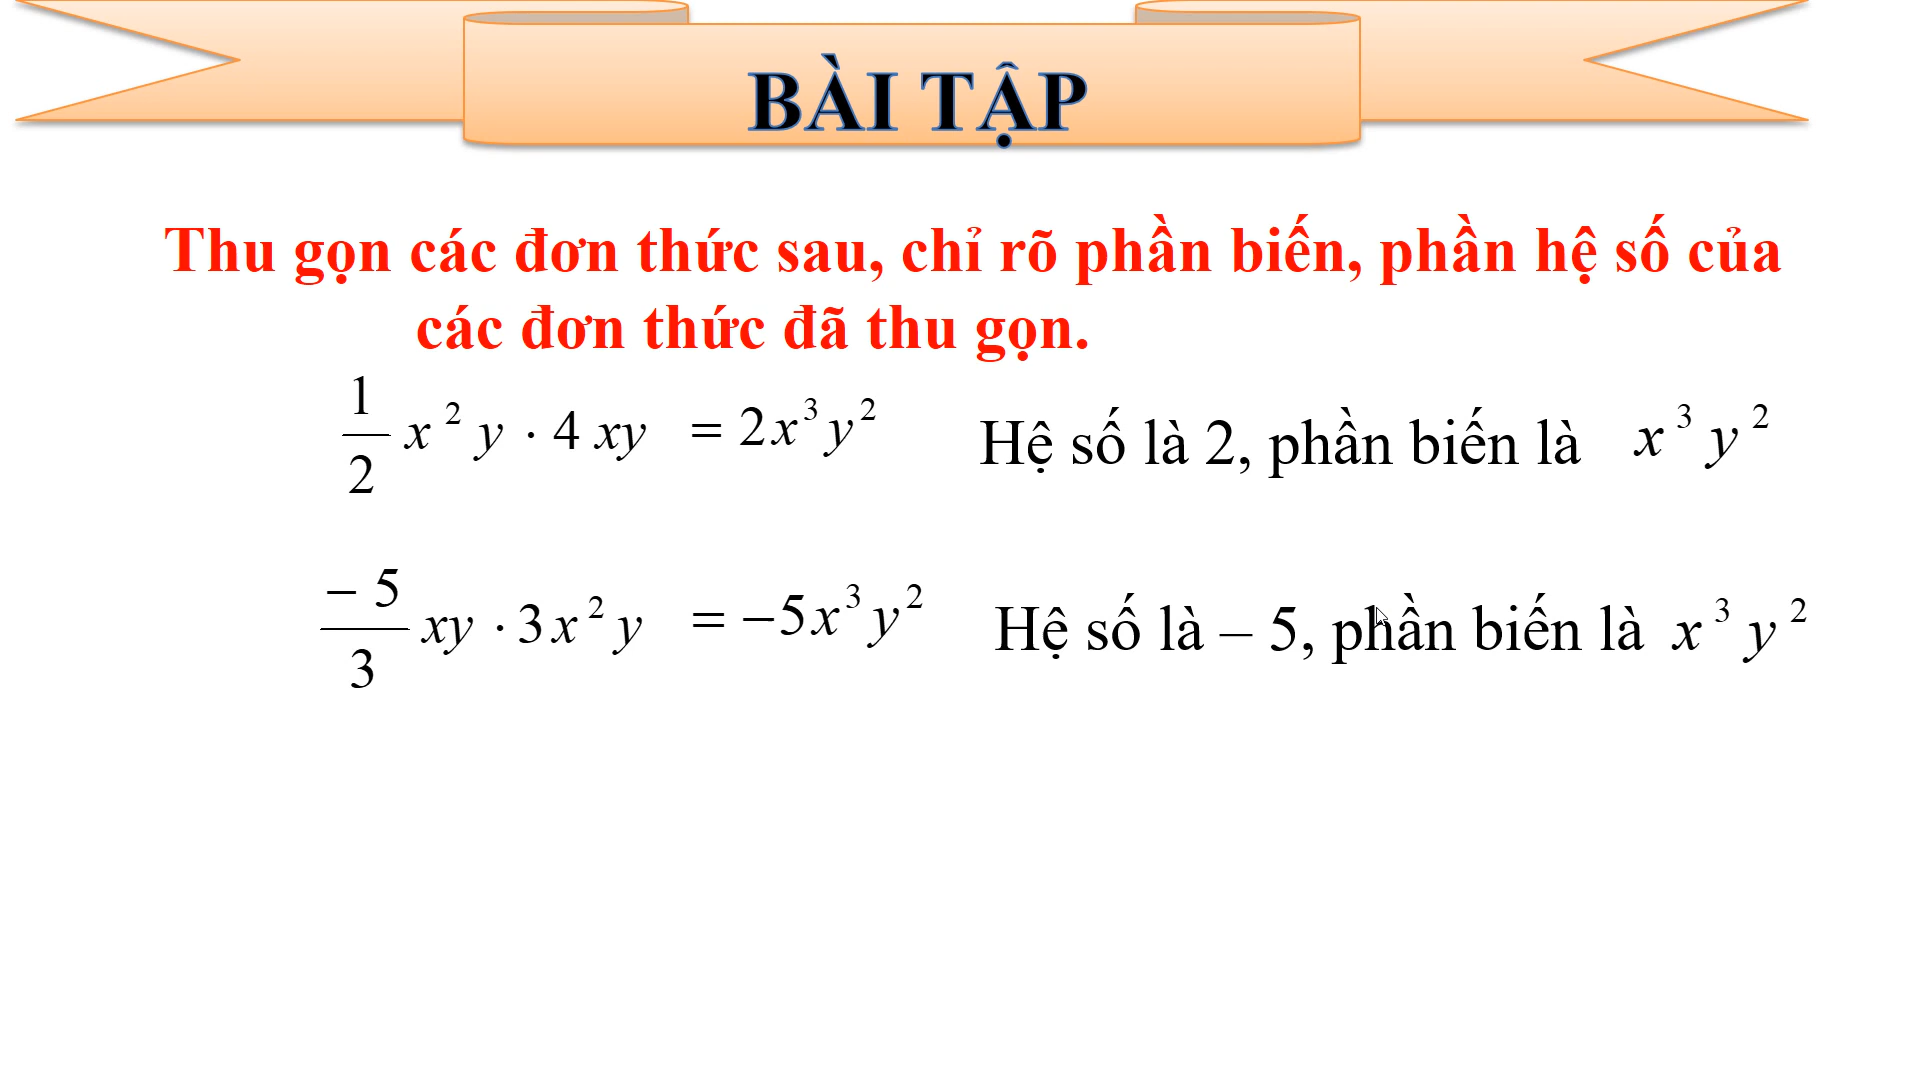 BÀI TẬP
Thu gọn các đơn thức sau, chỉ rõ phần biến, phần hệ số của
các đơn thức đã thu gọn.
1/2 x² y · 4 xy = 2x³y² Hệ số là 2, phần biến là x³ y²
− 5/3 xy · 3 x² y = −5x³y² Hệ số là – 5, phần biến là x³ y²